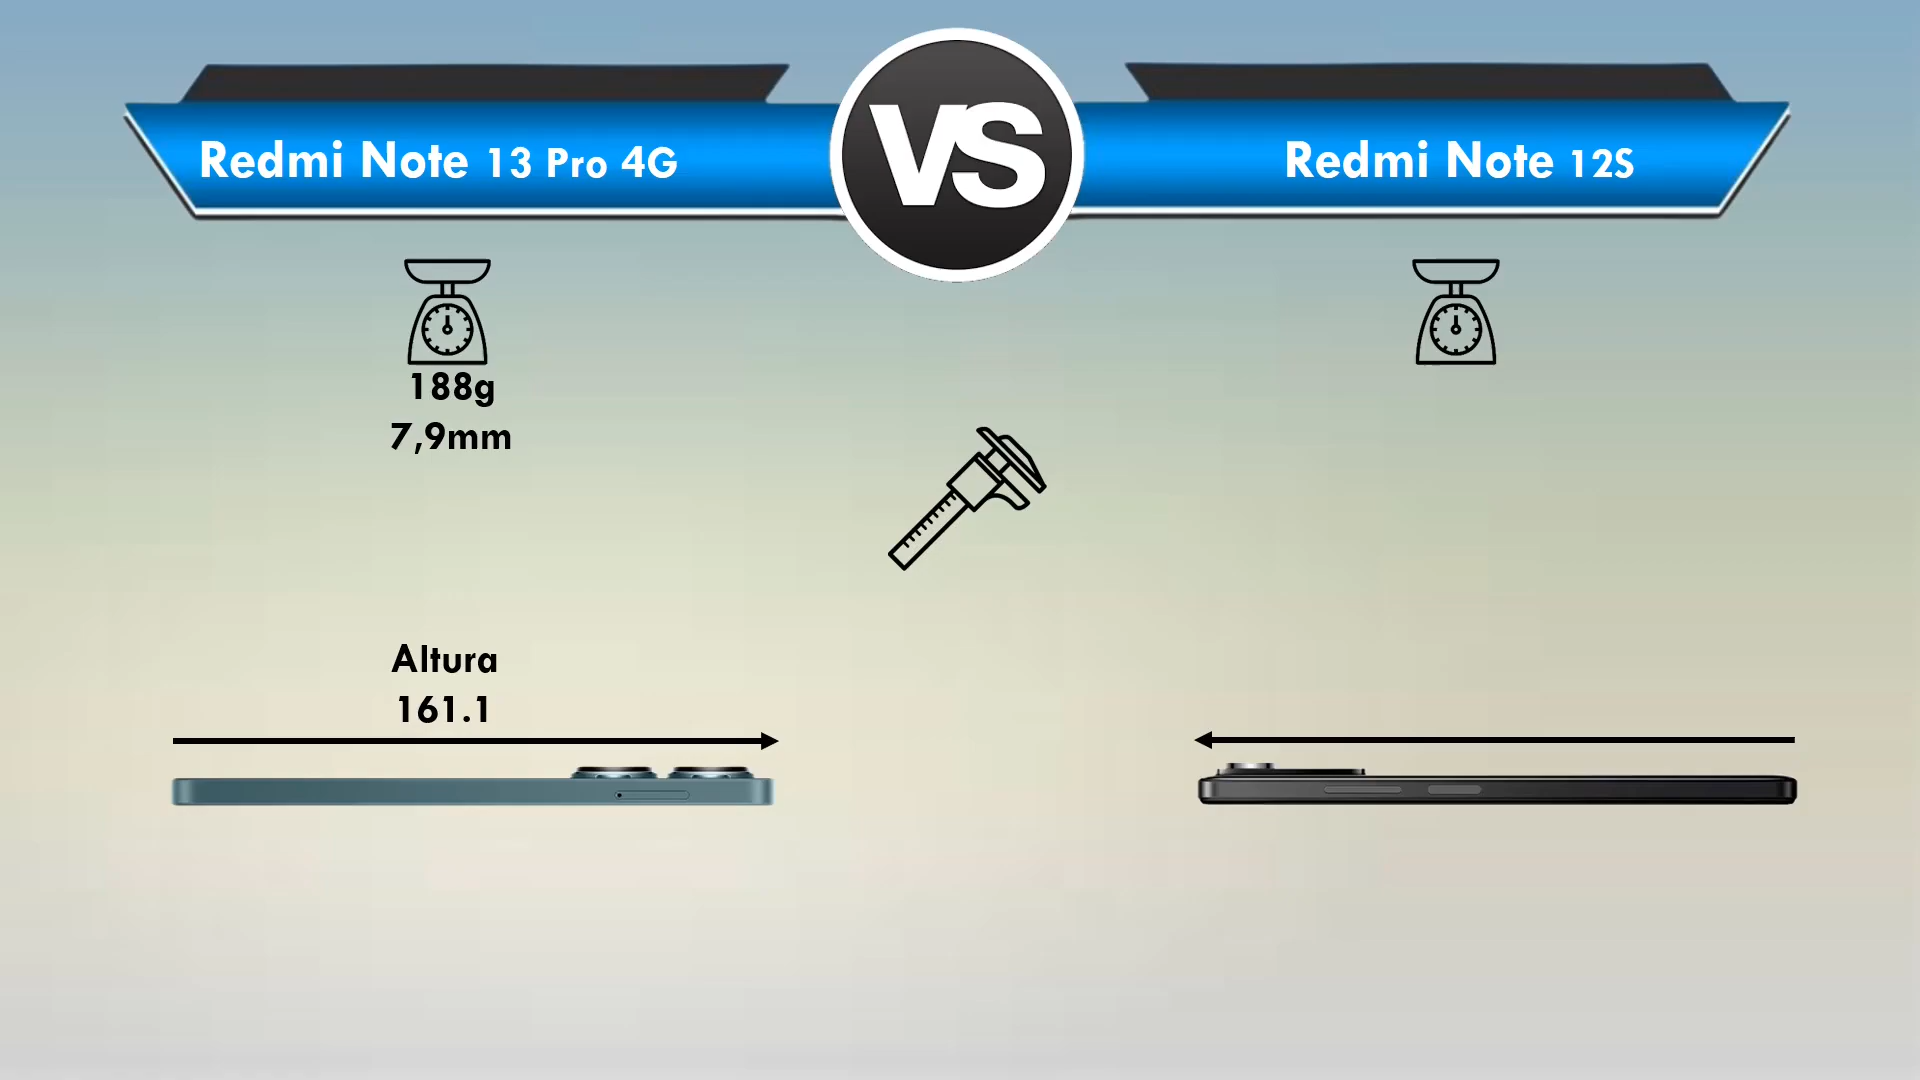 Redmi Note 13 Pro 4G
VS
Redmi Note 12S
188g
7,9mm
Altura
161.1